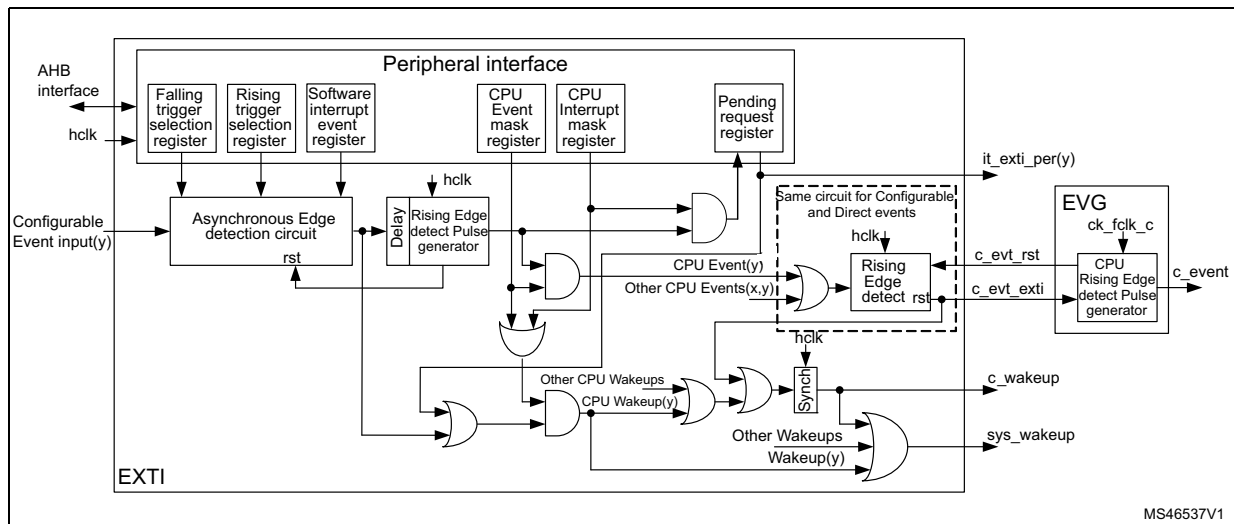 AHB
interface
hclk
Peripheral interface
Falling
trigger
selection
register
Rising
trigger
selection
register
Software
interrupt
event
register
CPU
Event
mask
register
CPU
Interrupt
mask
register
Pending
request
register
it_exti_per(y)
Configurable
Event input(y)
Asynchronous Edge
detection circuit
rst
hclk
Delay
Rising Edge
detect Pulse
generator
Same circuit for Configurable
and Direct events
hclk
Rising
Edge
detect
rst
CPU Event(y)
Other CPU Events(x,y)
c_evt_rst
c_evt_exti
EVG
ck_fclk_c
CPU
Rising Edge
detect Pulse
generator
c_event
hclk
Synch
Other CPU Wakeups
CPU Wakeup(y)
c_wakeup
Other Wakeups
Wakeup(y)
sys_wakeup
EXTI
MS46537V1